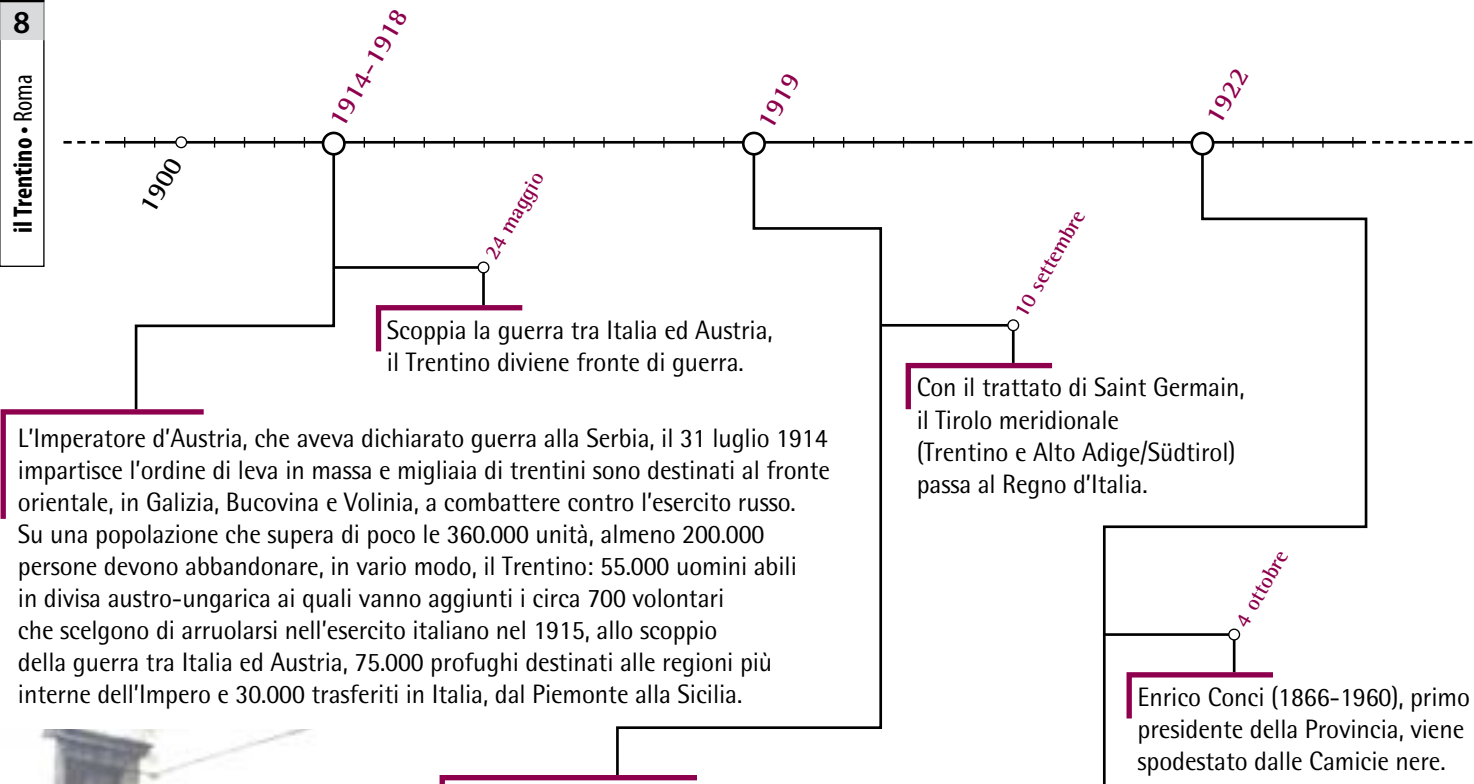 8
il Trentino • Roma
1914-1918
1919
1922
1900
24 maggio
Scoppia la guerra tra Italia ed Austria,
il Trentino diviene fronte di guerra.
10 settembre
Con il trattato di Saint Germain,
il Tirolo meridionale
(Trentino e Alto Adige/Südtirol)
passa al Regno d'Italia.
L'Imperatore d'Austria, che aveva dichiarato guerra alla Serbia, il 31 luglio 1914
impartisce l'ordine di leva in massa e migliaia di trentini sono destinati al fronte
orientale, in Galizia, Bucovina e Volinia, a combattere contro l'esercito russo.
Su una popolazione che supera di poco le 360.000 unità, almeno 200.000
persone devono abbandonare, in vario modo, il Trentino: 55.000 uomini abili
in divisa austro-ungarica ai quali vanno aggiunti i circa 700 volontari
che scelgono di arruolarsi nell'esercito italiano nel 1915, allo scoppio
della guerra tra Italia ed Austria, 75.000 profughi destinati alle regioni più
interne dell'Impero e 30.000 trasferiti in Italia, dal Piemonte alla Sicilia.
4 ottobre
Enrico Conci (1866-1960), primo
presidente della Provincia, viene
spodestato dalle Camicie nere.